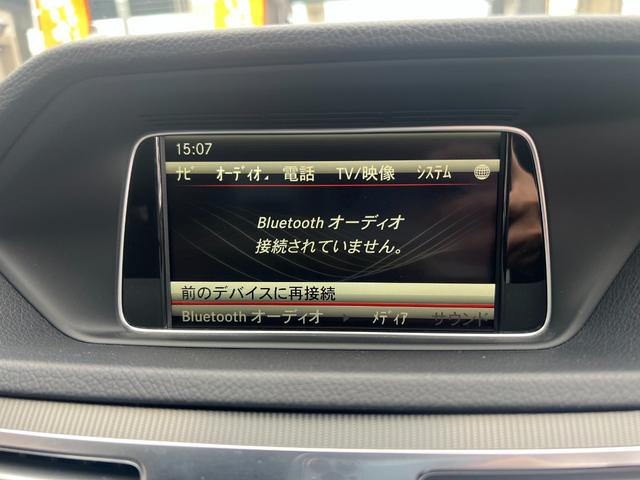 15:07
ﾅﾋﾞ ｵｰﾃﾞｨｵ 電話 TV/映像 ｼｽﾃﾑ
Bluetooth オーディオ
接続されていません。
前のデバイスに再接続
Bluetooth オーディオ ▶ ﾒﾃﾞｨｱ サウンド